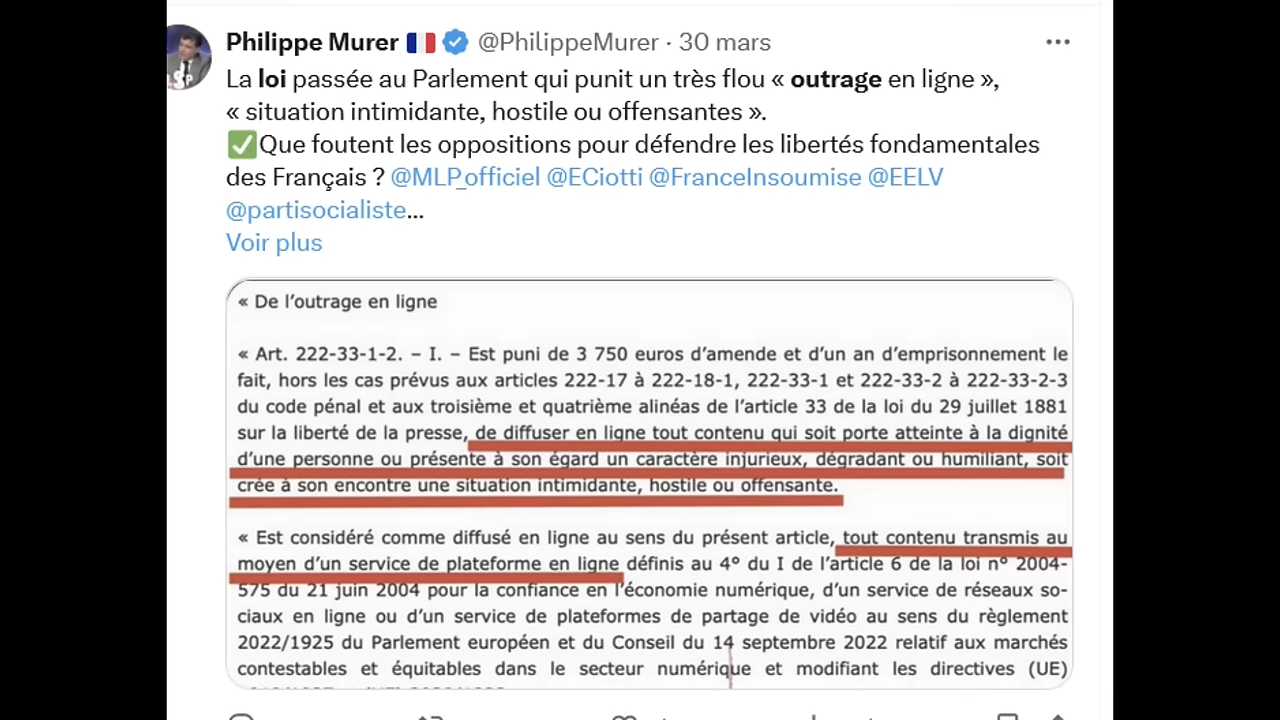 Philippe Murer 🇫🇷 @PhilippeMurer · 30 mars
La loi passée au Parlement qui punit un très flou « outrage en ligne »,
« situation intimidante, hostile ou offensantes ».
✅Que foutent les oppositions pour défendre les libertés fondamentales
des Français ? @MLP_officiel @ECiotti @FranceInsoumise @EELV
@partisocialiste...
Voir plus
« De l'outrage en ligne
« Art. 222-33-1-2. – I. – Est puni de 3 750 euros d'amende et d'un an d'emprisonnement le
fait, hors les cas prévus aux articles 222-17 à 222-18-1, 222-33-1 et 222-33-2 à 222-33-2-3
du code pénal et aux troisième et quatrième alinéas de l'article 33 de la loi du 29 juillet 1881
sur la liberté de la presse, de diffuser en ligne tout contenu qui soit porte atteinte à la dignité
d'une personne ou présente à son égard un caractère injurieux, dégradant ou humiliant, soit
crée à son encontre une situation intimidante, hostile ou offensante.
« Est considéré comme diffusé en ligne au sens du présent article, tout contenu transmis au
moyen d'un service de plateforme en ligne définis au 4° du I de l'article 6 de la loi n° 2004-
575 du 21 juin 2004 pour la confiance en l'économie numérique, d'un service de réseaux so-
ciaux en ligne ou d'un service de plateformes de partage de vidéo au sens du règlement
2022/1925 du Parlement européen et du Conseil du 14 septembre 2022 relatif aux marchés
contestables et équitables dans le secteur numérique et modifiant les directives (UE)